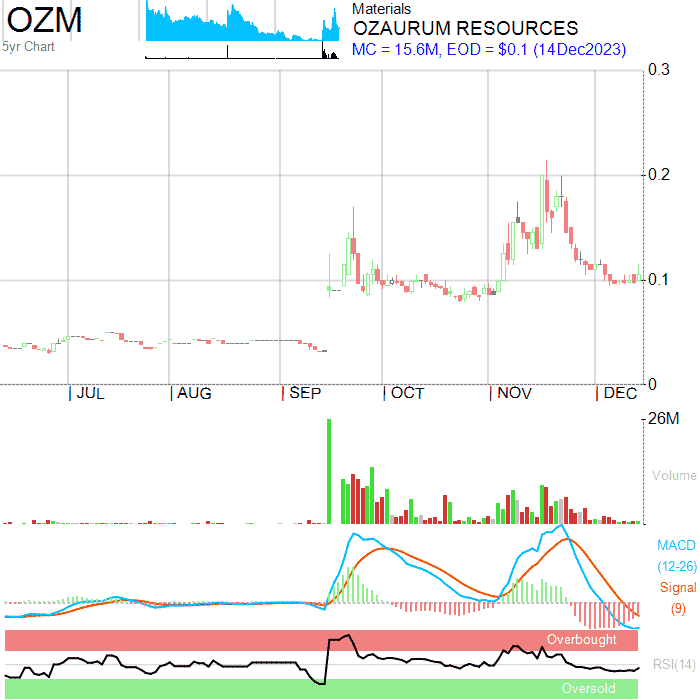 OZM
5yr Chart
Materials
OZAURUM RESOURCES
MC = 15.6M, EOD = $0.1 (14Dec2023)
0.3
0.2
0.1
0
JUL AUG SEP OCT NOV DEC
26M
Volume
MACD
(12-26)
Signal
(9)
Overbought
RSI(14)
Oversold